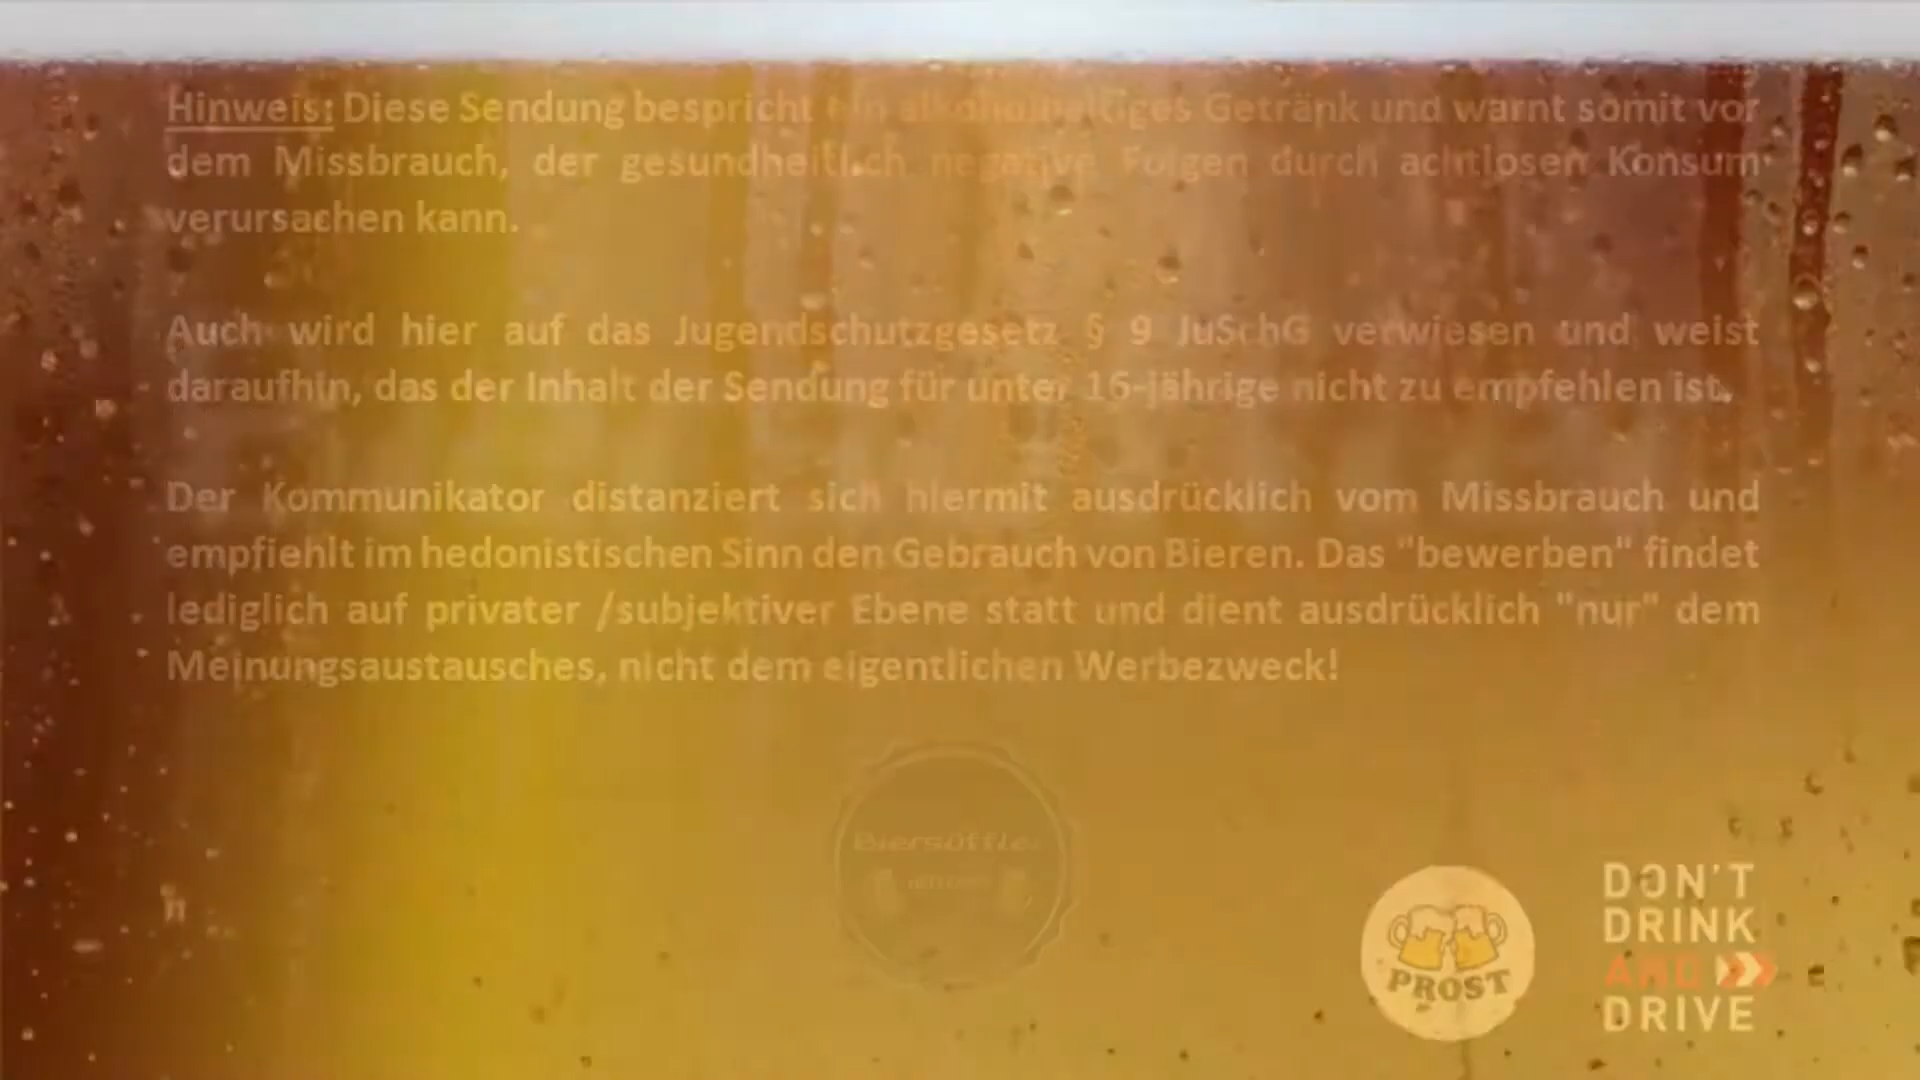 Hinweis: Diese Sendung bespricht ein alkoholhaltiges Getränk und warnt somit vor
dem Missbrauch, der gesundheitlich negative Folgen durch achtlosen Konsum
verursachen kann.
Auch wird hier auf das Jugendschutzgesetz § 9 JuSchG verwiesen und weist
daraufhin, das der Inhalt der Sendung für unter 16-jährige nicht zu empfehlen ist.
Der Kommunikator distanziert sich hiermit ausdrücklich vom Missbrauch und
empfiehlt im hedonistischen Sinn den Gebrauch von Bieren. Das "bewerben" findet
lediglich auf privater /subjektiver Ebene statt und dient ausdrücklich "nur" dem
Meinungsaustausches, nicht dem eigentlichen Werbezweck!
PROST
DON'T
DRINK
AND
DRIVE